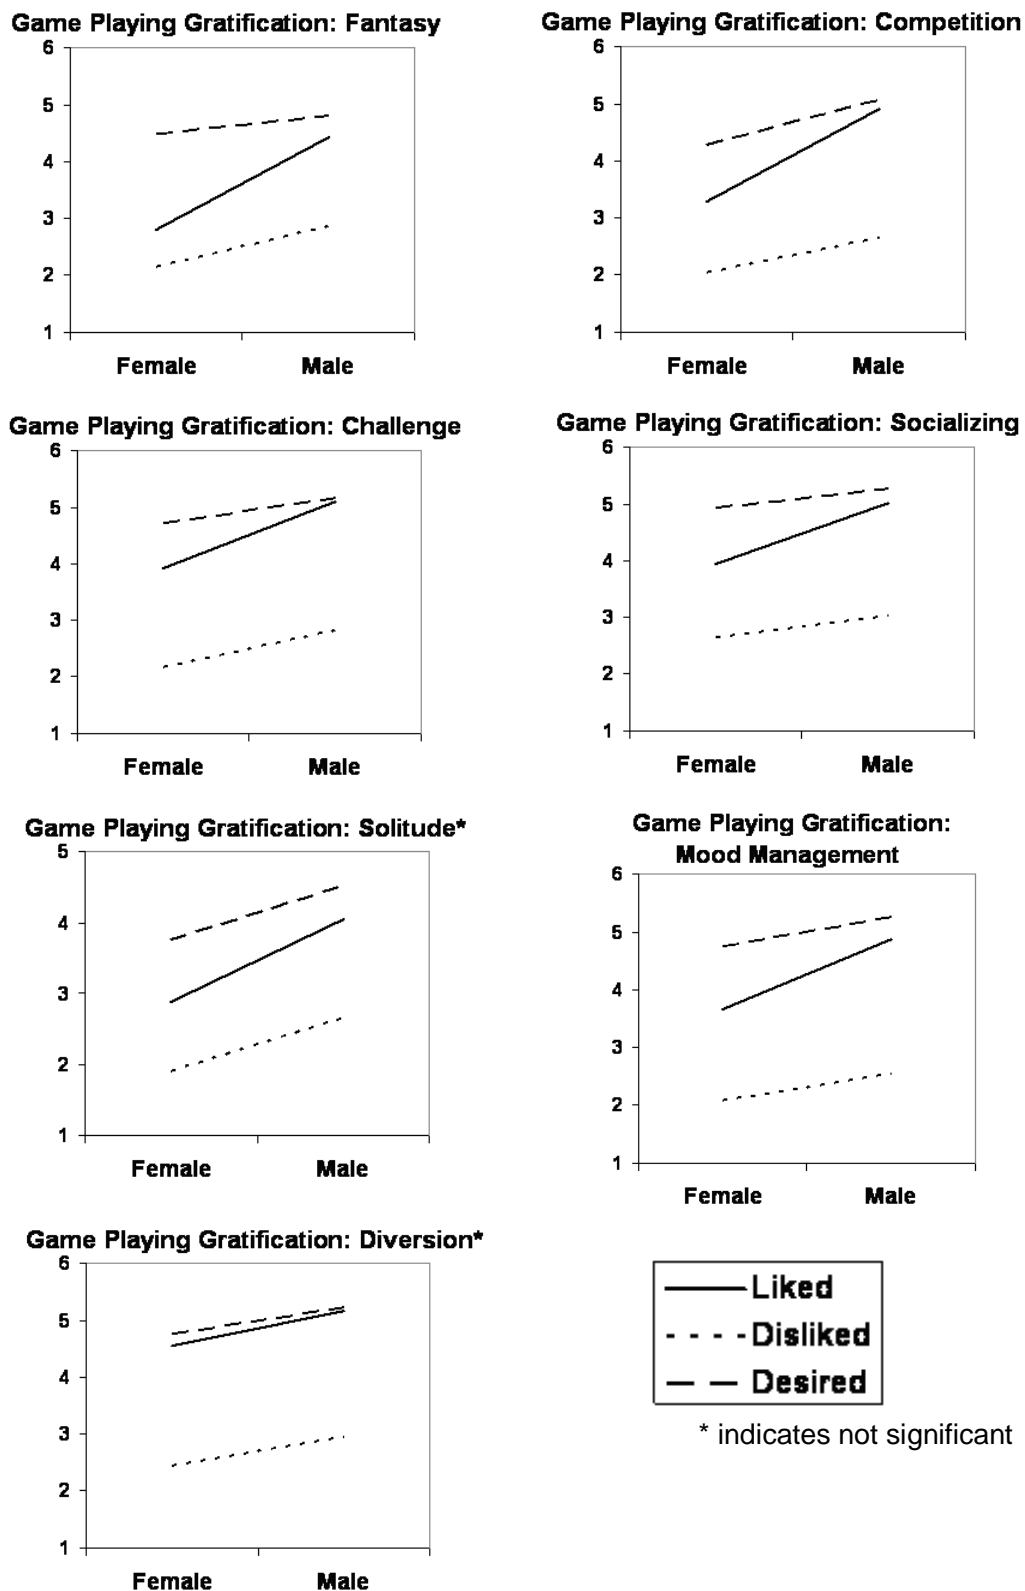 Game Playing Gratification: Fantasy
6
5
4
3
2
1
Female Male
Game Playing Gratification: Competition
6
5
4
3
2
1
Female Male
Game Playing Gratification: Challenge
6
5
4
3
2
1
Female Male
Game Playing Gratification: Socializing
6
5
4
3
2
1
Female Male
Game Playing Gratification: Solitude*
5
4
3
2
1
Female Male
Game Playing Gratification:
Mood Management
6
5
4
3
2
1
Female Male
Game Playing Gratification: Diversion*
6
5
4
3
2
1
Female Male
Liked
Disliked
Desired
* indicates not significant